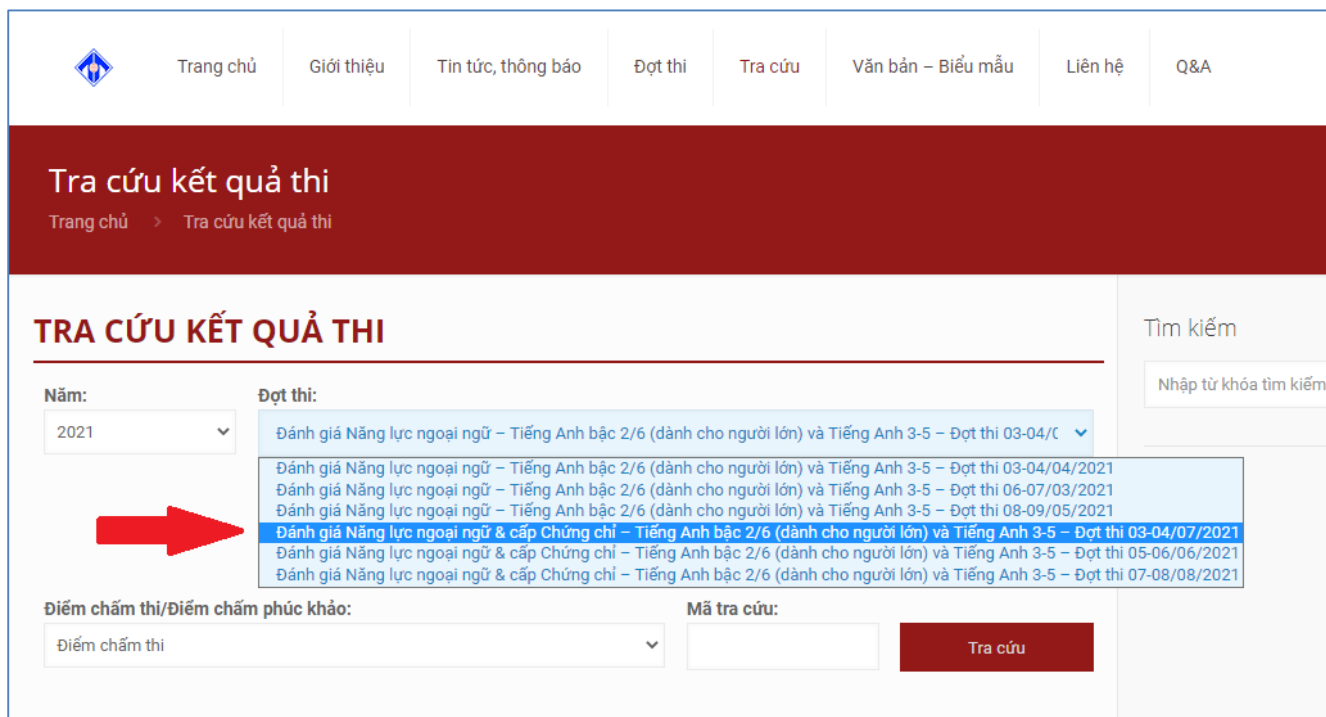 Trang chủ Giới thiệu Tin tức, thông báo Đợt thi Tra cứu Văn bản – Biểu mẫu Liên hệ Q&A
Tra cứu kết quả thi
Trang chủ > Tra cứu kết quả thi
TRA CỨU KẾT QUẢ THI
Tìm kiếm
Nhập từ khóa tìm kiếm
Năm: Đợt thi:
2021 Đánh giá Năng lực ngoại ngữ – Tiếng Anh bậc 2/6 (dành cho người lớn) và Tiếng Anh 3-5 – Đợt thi 03-04/0
Đánh giá Năng lực ngoại ngữ – Tiếng Anh bậc 2/6 (dành cho người lớn) và Tiếng Anh 3-5 – Đợt thi 03-04/04/2021
Đánh giá Năng lực ngoại ngữ – Tiếng Anh bậc 2/6 (dành cho người lớn) và Tiếng Anh 3-5 – Đợt thi 06-07/03/2021
Đánh giá Năng lực ngoại ngữ – Tiếng Anh bậc 2/6 (dành cho người lớn) và Tiếng Anh 3-5 – Đợt thi 08-09/05/2021
Đánh giá Năng lực ngoại ngữ & cấp Chứng chỉ – Tiếng Anh bậc 2/6 (dành cho người lớn) và Tiếng Anh 3-5 – Đợt thi 03-04/07/2021
Đánh giá Năng lực ngoại ngữ & cấp Chứng chỉ – Tiếng Anh bậc 2/6 (dành cho người lớn) và Tiếng Anh 3-5 – Đợt thi 05-06/06/2021
Đánh giá Năng lực ngoại ngữ & cấp Chứng chỉ – Tiếng Anh bậc 2/6 (dành cho người lớn) và Tiếng Anh 3-5 – Đợt thi 07-08/08/2021
Điểm chấm thi/Điểm chấm phúc khảo: Mã tra cứu:
Điểm chấm thi Tra cứu